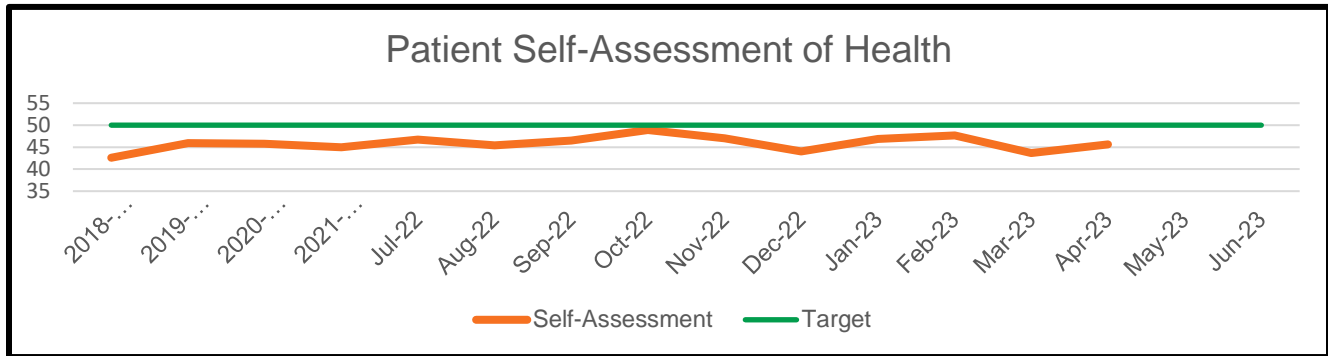 Patient Self-Assessment of Health
55
50
45
40
35
2018-...
2019-...
2020-...
2021-...
Jul-22
Aug-22
Sep-22
Oct-22
Nov-22
Dec-22
Jan-23
Feb-23
Mar-23
Apr-23
May-23
Jun-23
Self-Assessment Target